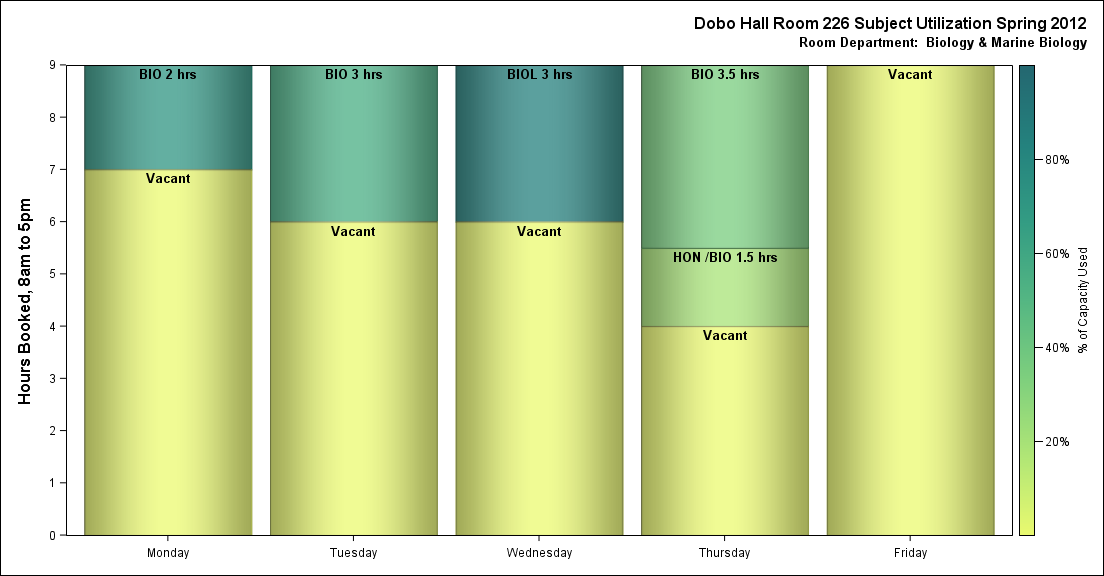 Dobo Hall Room 226 Subject Utilization Spring 2012
Room Department: Biology & Marine Biology
Hours Booked, 8am to 5pm
9
8
7
6
5
4
3
2
1
0
BIO 2 hrs
Vacant
BIO 3 hrs
Vacant
BIOL 3 hrs
Vacant
BIO 3.5 hrs
HON /BIO 1.5 hrs
Vacant
Vacant
Monday
Tuesday
Wednesday
Thursday
Friday
80%
60%
40%
20%
% of Capacity Used